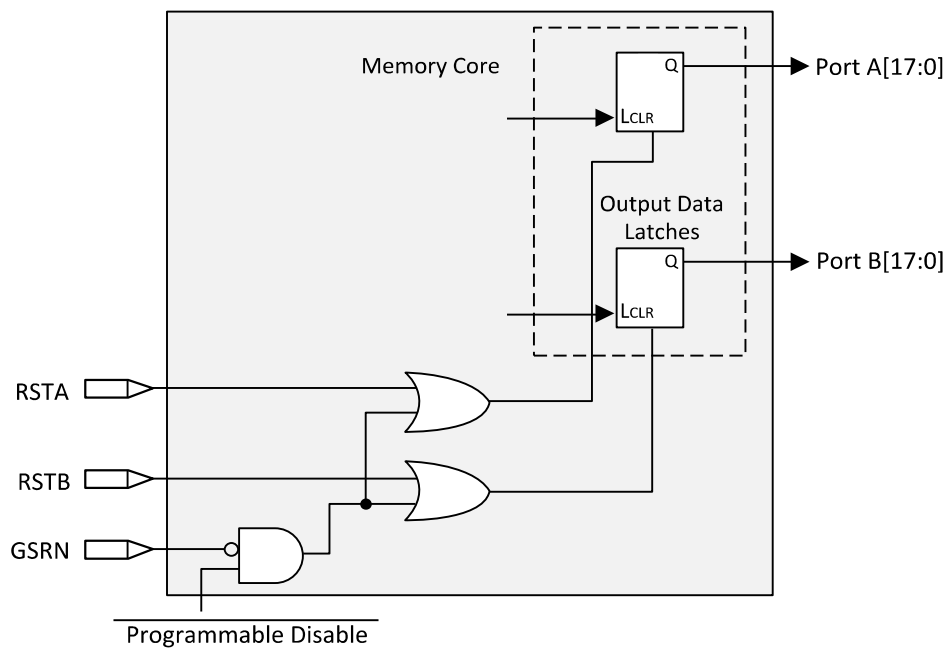 Memory Core
Q
Port A[17:0]
LCLR
Output Data
Latches
Q
Port B[17:0]
LCLR
RSTA
RSTB
GSRN
Programmable Disable